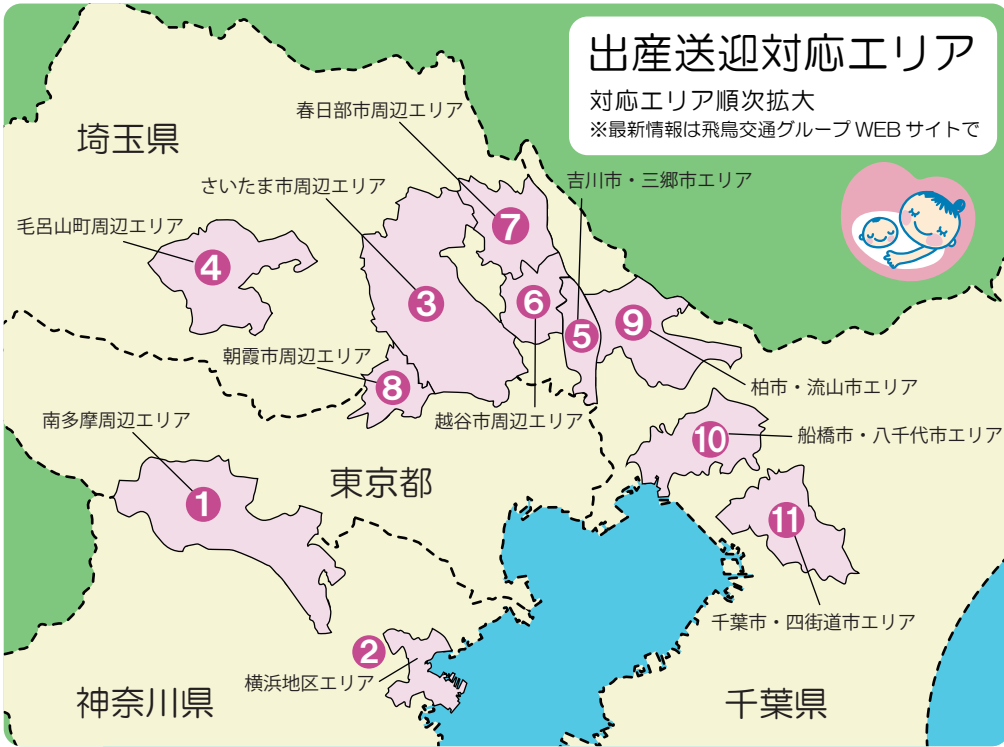 出産送迎対応エリア
対応エリア順次拡大
※最新情報は飛鳥交通グループWEBサイトで
春日部市周辺エリア
埼玉県
さいたま市周辺エリア
吉川市・三郷市エリア
毛呂山町周辺エリア
7
4
3
6
9
5
朝霞市周辺エリア
8
柏市・流山市エリア
南多摩周辺エリア
越谷市周辺エリア
10
船橋市・八千代市エリア
東京都
1
11
千葉市・四街道市エリア
2
横浜地区エリア
神奈川県
千葉県